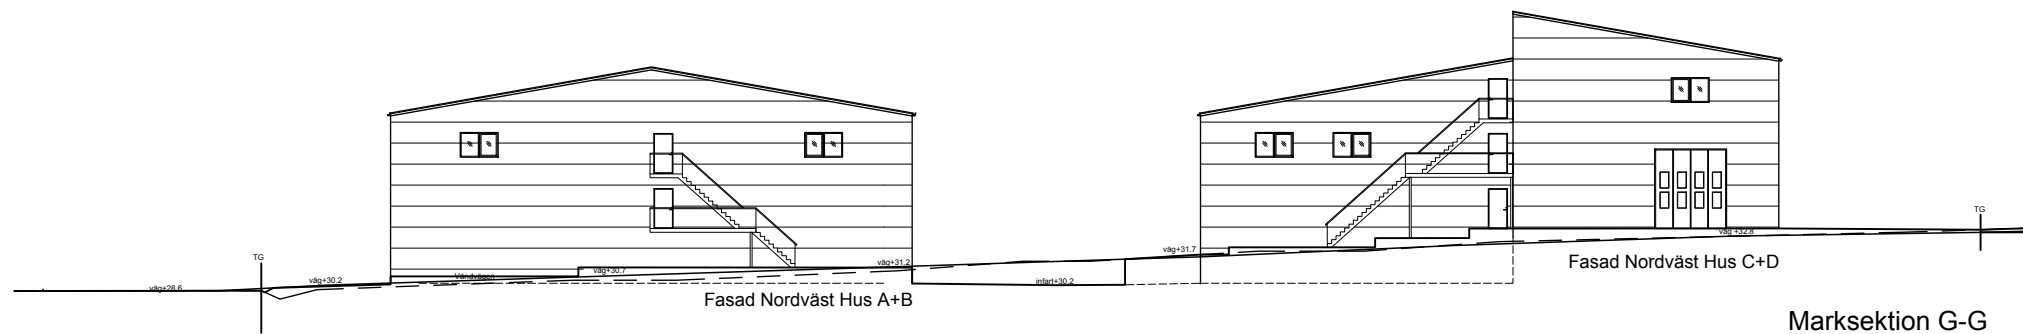 TG
väg+28.6
väg+30.2
Vändvägen
väg+30.7
väg+31.2
infart+30.2
väg+31.7
väg +32.8
TG
Fasad Nordväst Hus A+B
Fasad Nordväst Hus C+D
Marksektion G-G